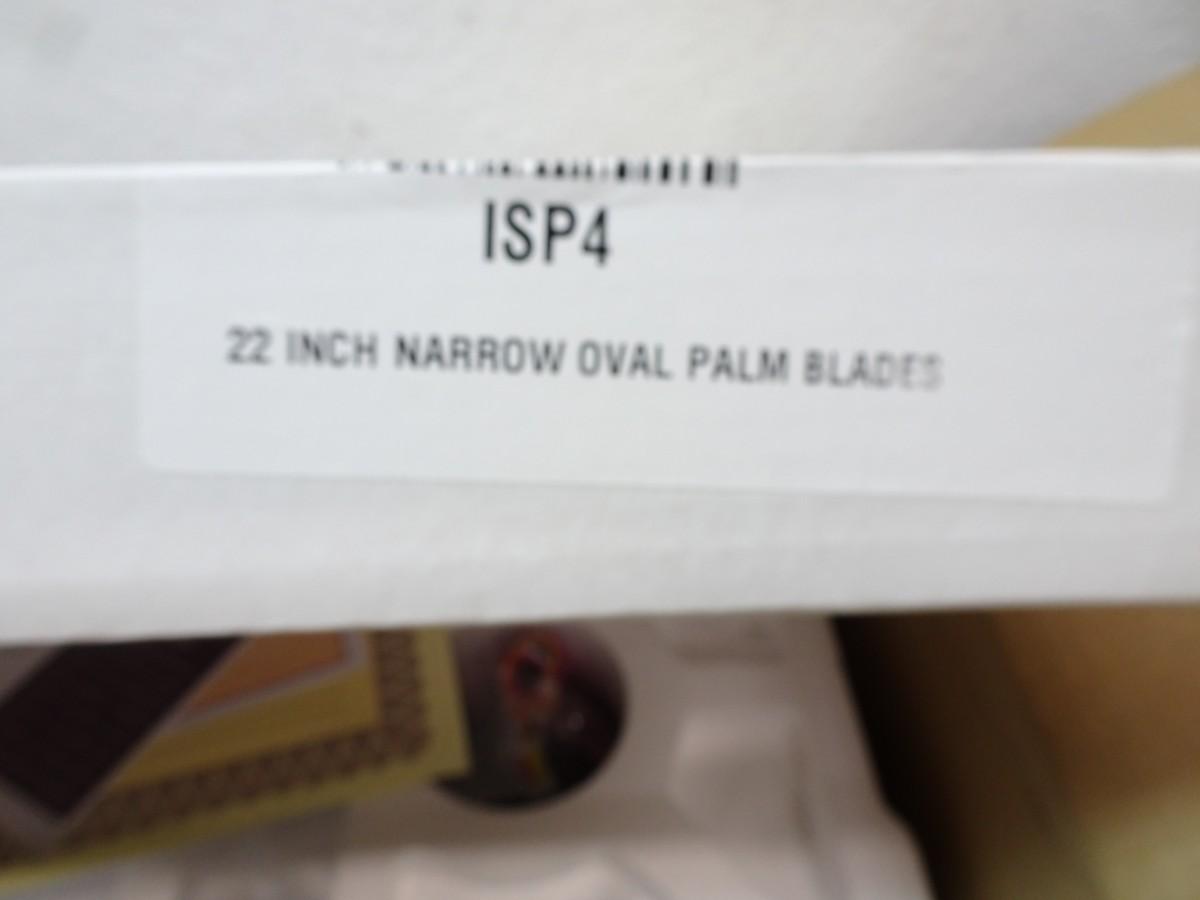 ISP4
22 INCH NARROW OVAL PALM BLADES